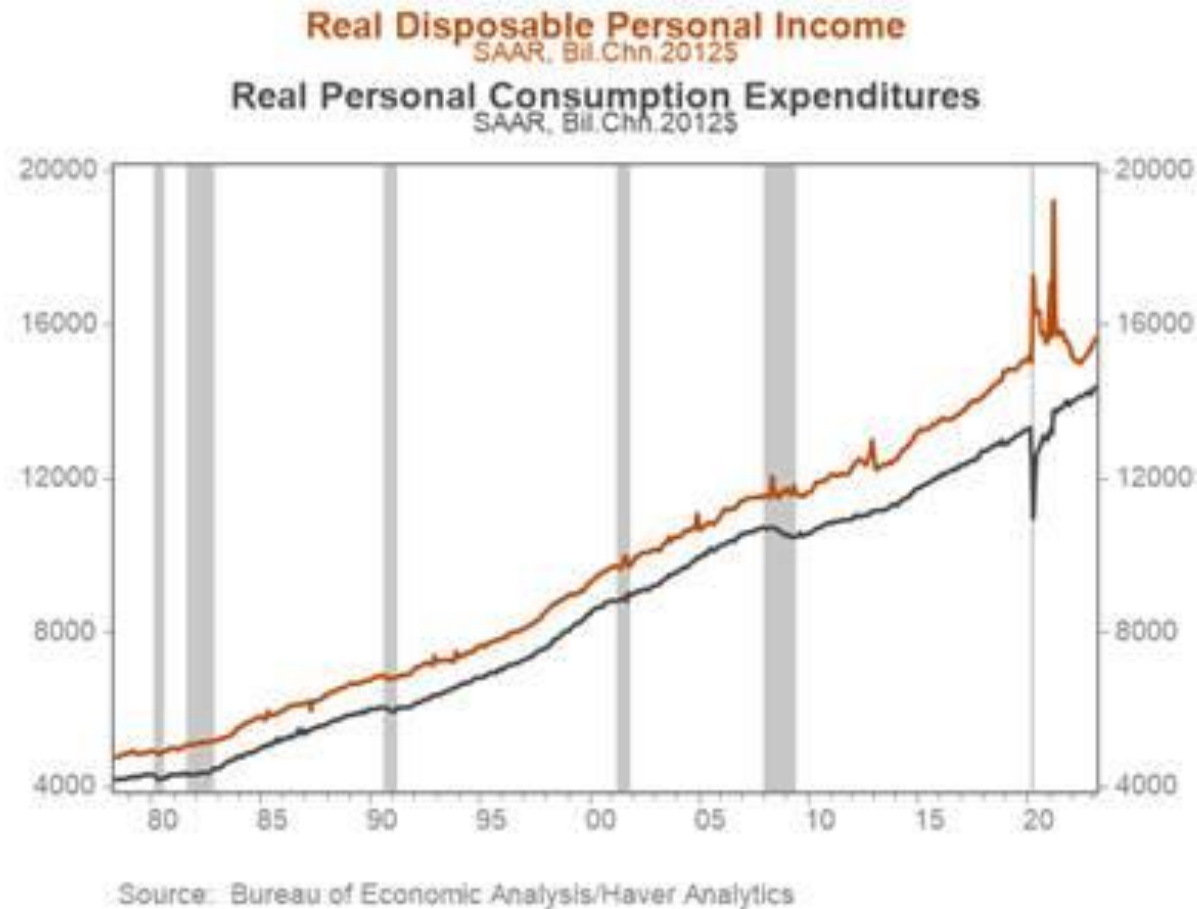 Real Disposable Personal Income
SAAR, Bil.Chn.2012$
Real Personal Consumption Expenditures
SAAR, Bil.Chn.2012$
20000 20000
16000 16000
12000 12000
8000 8000
4000 4000
80 85 90 95 00 05 10 15 20
Source: Bureau of Economic Analysis/Haver Analytics